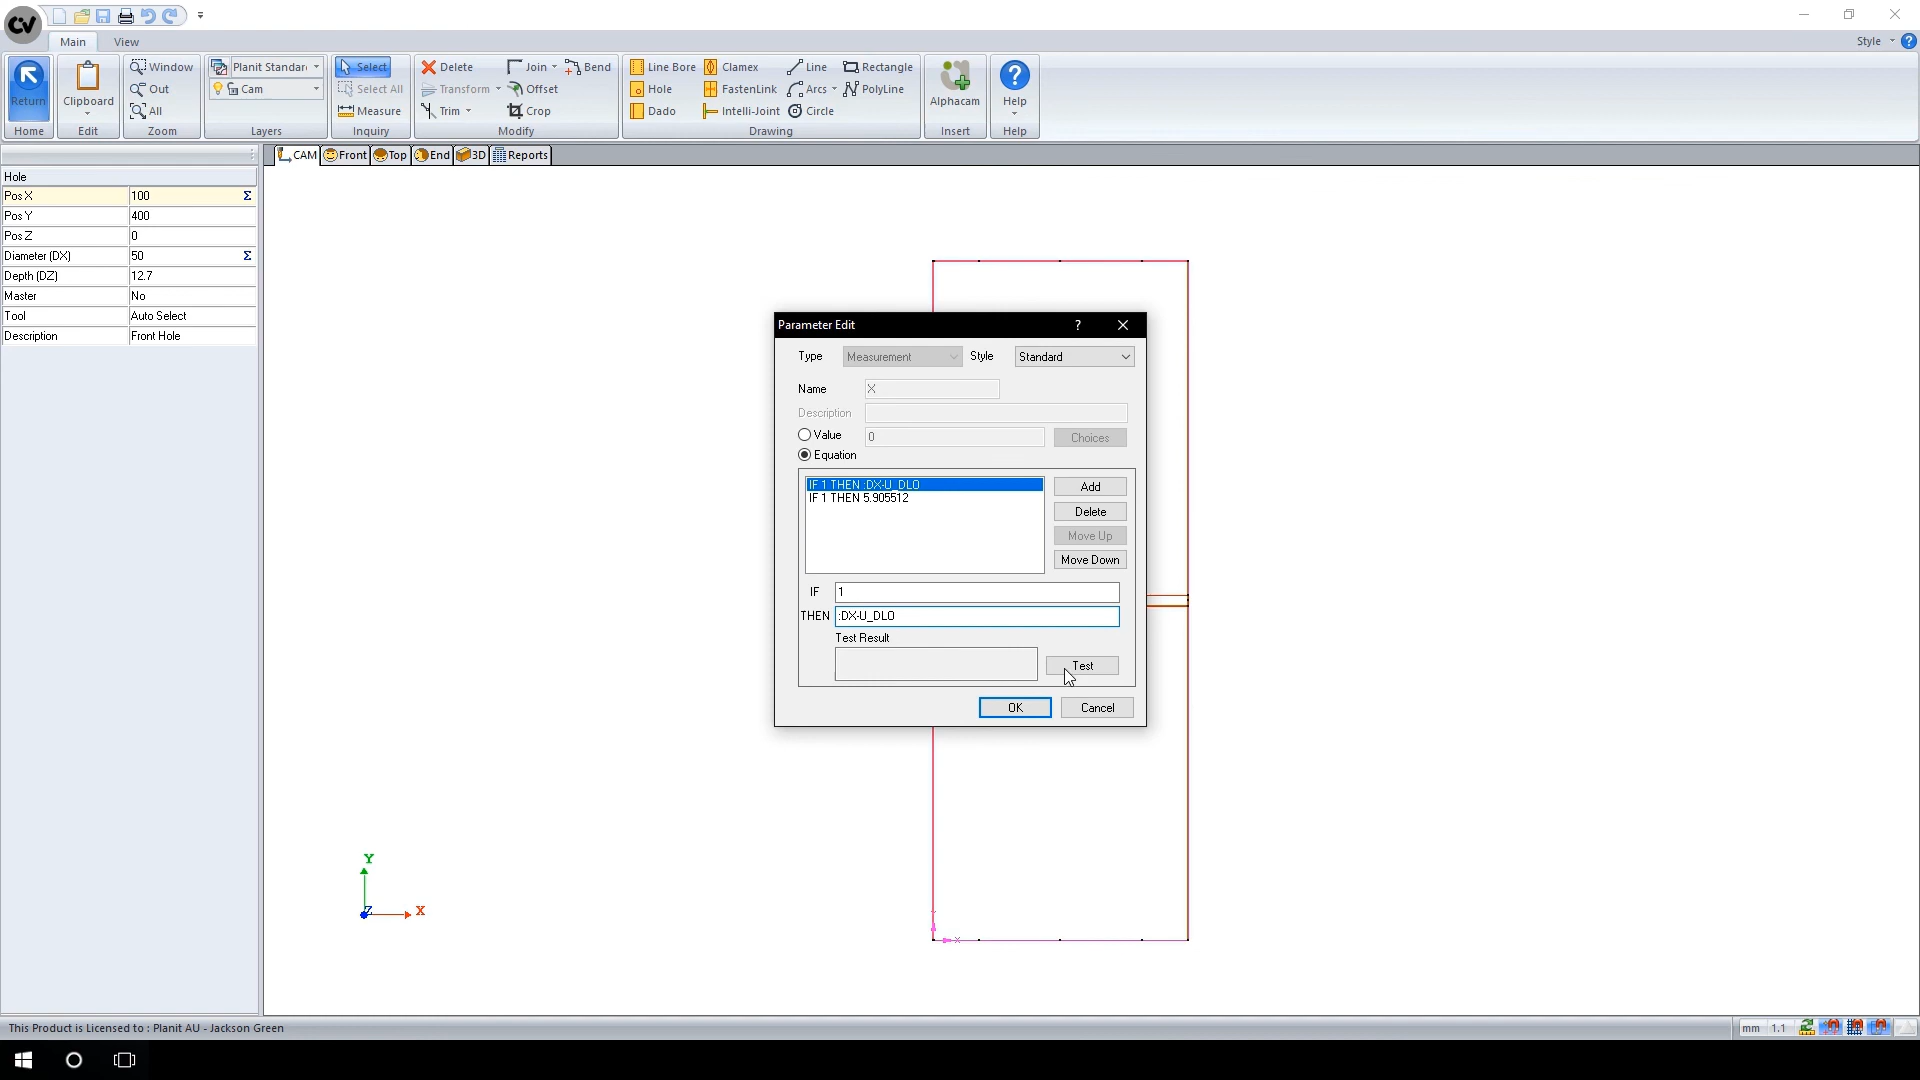 CV
Main
View
Style
Return
Home
Clipboard
Edit
Window
Out
All
Zoom
Planit Standar
Cam
Layers
Select
Select All
Measure
Inquiry
Delete
Transform
Trim
Join
Bend
Offset
Crop
Modify
Line Bore
Hole
Dado
Clamex
FastenLink
Intelli-Joint
Line
Arcs
Circle
Rectangle
PolyLine
Drawing
Alphacam
Insert
Help
Help
CAM
Front
Top
End
3D
Reports
Hole
Pos X 100 Σ
Pos Y 400
Pos Z 0
Diameter (DX) 50 Σ
Depth (DZ) 12.7
Master No
Tool Auto Select
Description Front Hole
Parameter Edit ?
Type Measurement Style Standard
Name X
Description
Value 0 Choices
Equation
IF 1 THEN :DX-U_DLO
IF 1 THEN 5.905512
Add
Delete
Move Up
Move Down
IF 1
THEN :DX-U_DLO
Test Result
Test
OK Cancel
Y
Z
X
X
This Product is Licensed to : Planit AU - Jackson Green
mm 1.1